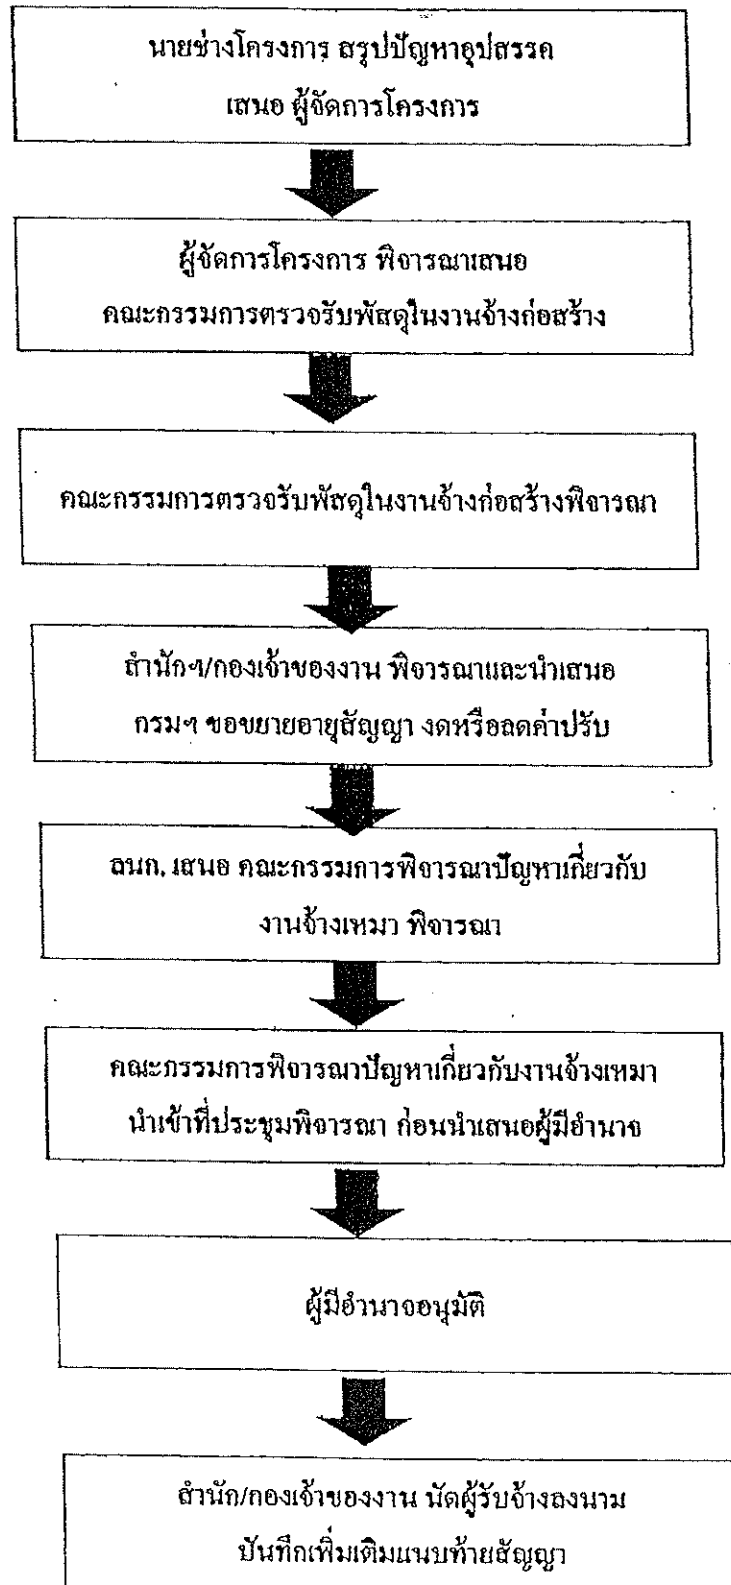 นายช่างโครงการ สรุปปัญหาอุปสรรค
เสนอ ผู้จัดการโครงการ
ผู้จัดการโครงการ พิจารณาเสนอ
คณะกรรมการตรวจรับพัสดุในงานจ้างก่อสร้าง
คณะกรรมการตรวจรับพัสดุในงานจ้างก่อสร้างพิจารณา
สำนักฯ/กองเจ้าของงาน พิจารณาและนำเสนอ
กรมฯ ขอขยายอายุสัญญา งดหรือลดค่าปรับ
ลนก. เสนอ คณะกรรมการพิจารณาปัญหาเกี่ยวกับ
งานจ้างเหมา พิจารณา
คณะกรรมการพิจารณาปัญหาเกี่ยวกับงานจ้างเหมา
นำเข้าที่ประชุมพิจารณา ก่อนนำเสนอผู้มีอำนาจ
ผู้มีอำนาจอนุมัติ
สำนัก/กองเจ้าของงาน นัดผู้รับจ้างลงนาม
บันทึกเพิ่มเติมแนบท้ายสัญญา